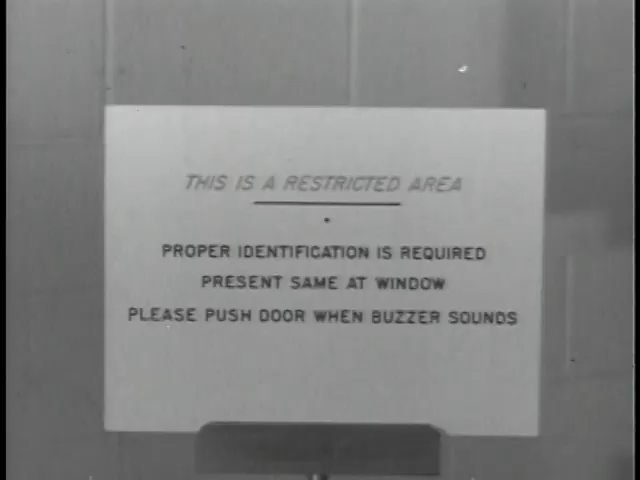 THIS IS A RESTRICTED AREA
PROPER IDENTIFICATION IS REQUIRED
PRESENT SAME AT WINDOW
PLEASE PUSH DOOR WHEN BUZZER SOUNDS